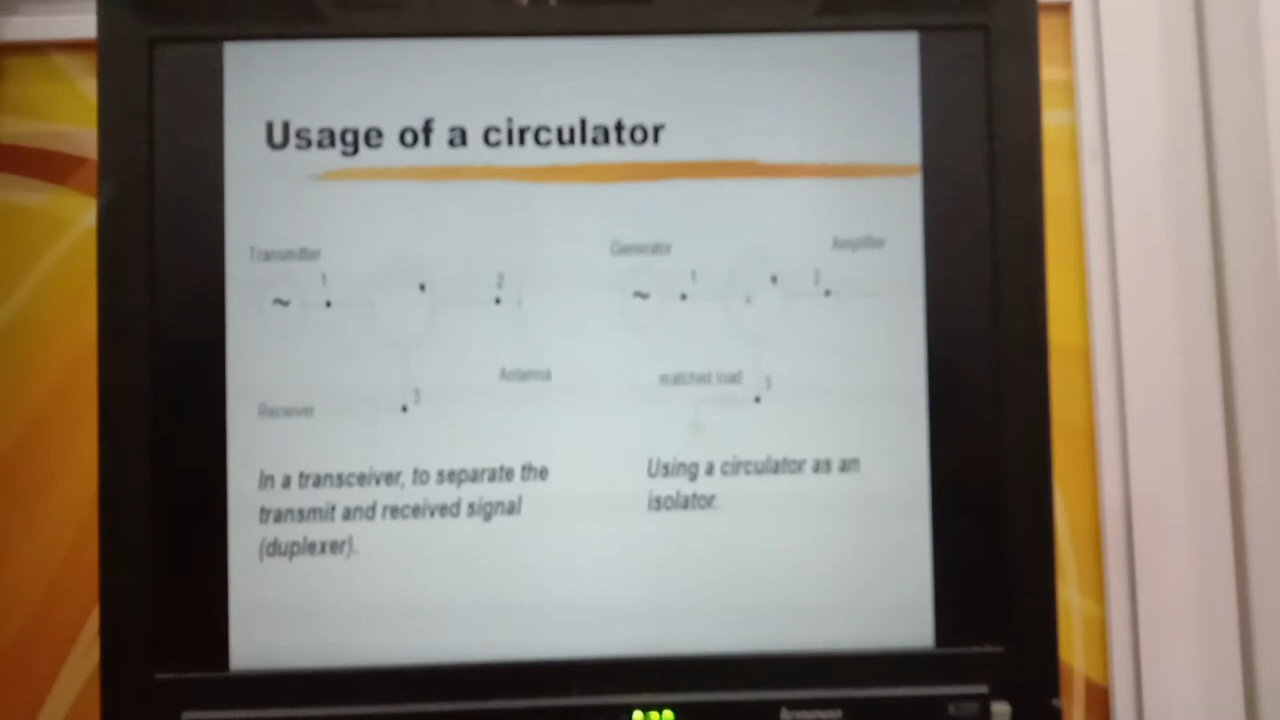 Usage of a circulator
Transmitter
1
2
~
Antenna
Receiver
3
Generator
Amplifier
1
2
~
matched load
3
In a transceiver, to separate the
transmit and received signal
(duplexer).
Using a circulator as an
isolator.